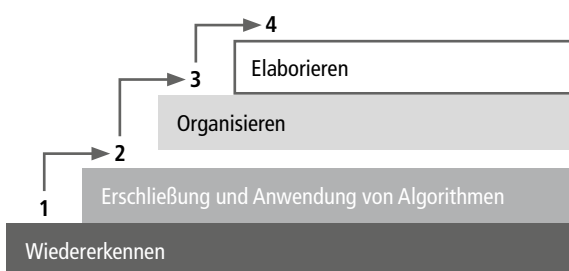 4
Elaborieren
3
Organisieren
2
Erschließung und Anwendung von Algorithmen
1
Wiedererkennen